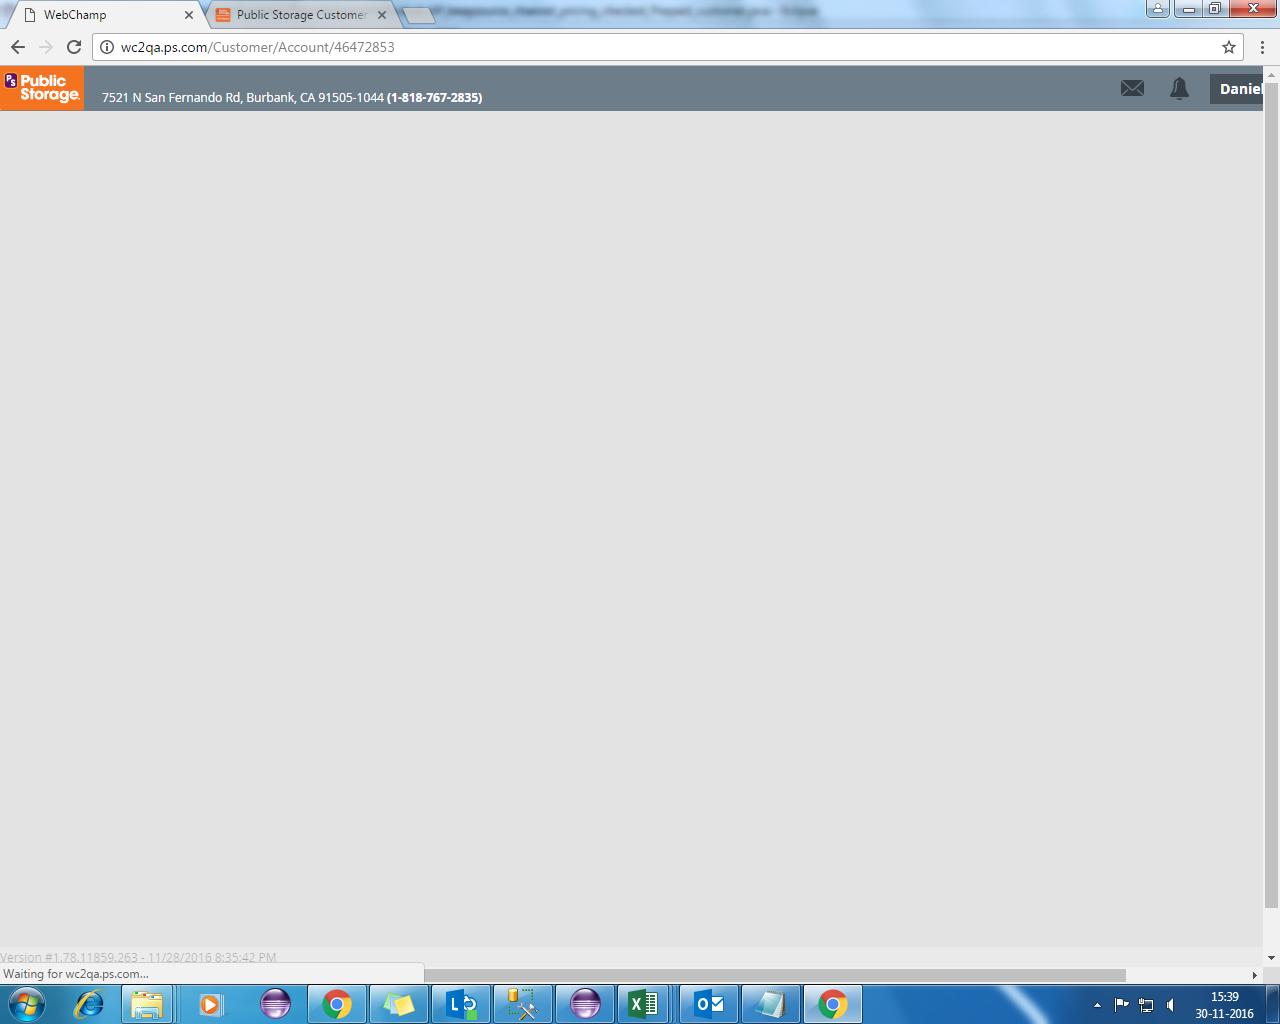 WebChamp
Public Storage Customer
wc2qa.ps.com/Customer/Account/46472853
PS Public Storage.
7521 N San Fernando Rd, Burbank, CA 91505-1044 (1-818-767-2835)
Daniel
Version #1.78.11859.263 - 11/28/2016 8:35:42 PM
Waiting for wc2qa.ps.com...
15:39
30-11-2016